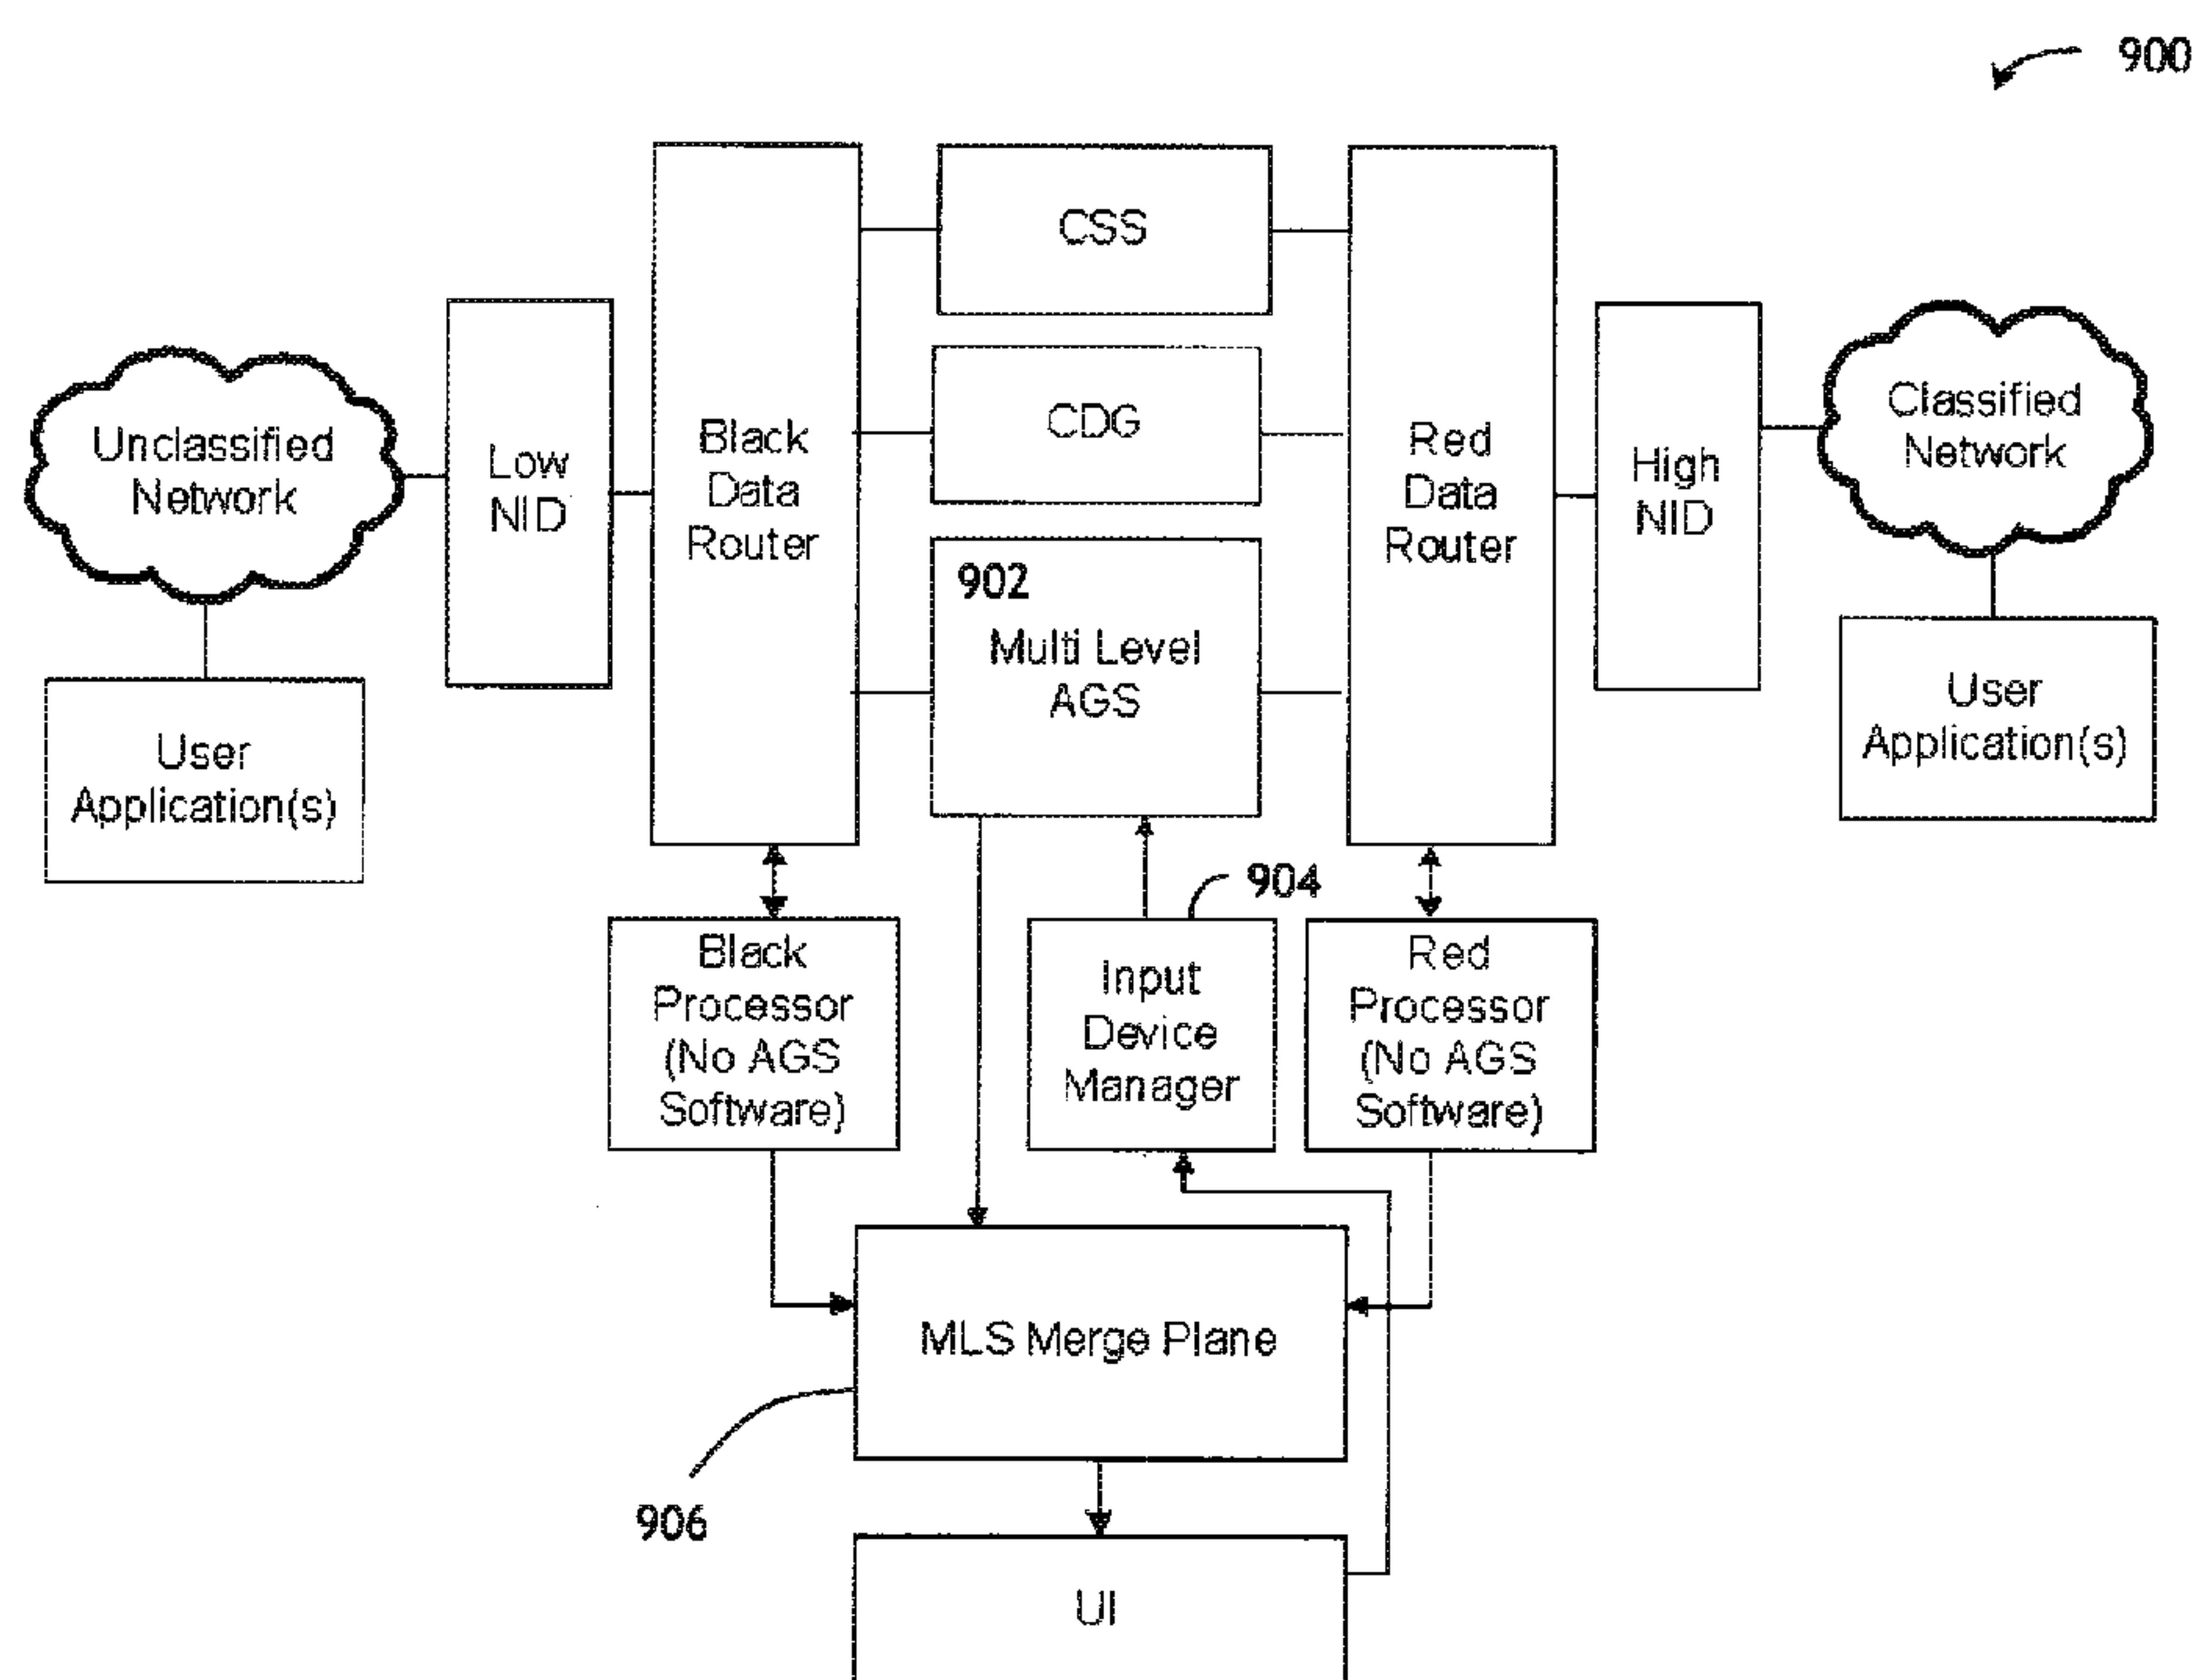 900
CSS
Unclassified
Network
Low
NID
Black
Data
Router
CDG
Red
Data
Router
High
NID
Classified
Network
902
Multi Level
AGS
User
Application(s)
User
Application(s)
904
Black
Processor
(No AGS
Software)
Input
Device
Manager
Red
Processor
(No AGS
Software)
MLS Merge Plane
906
UI